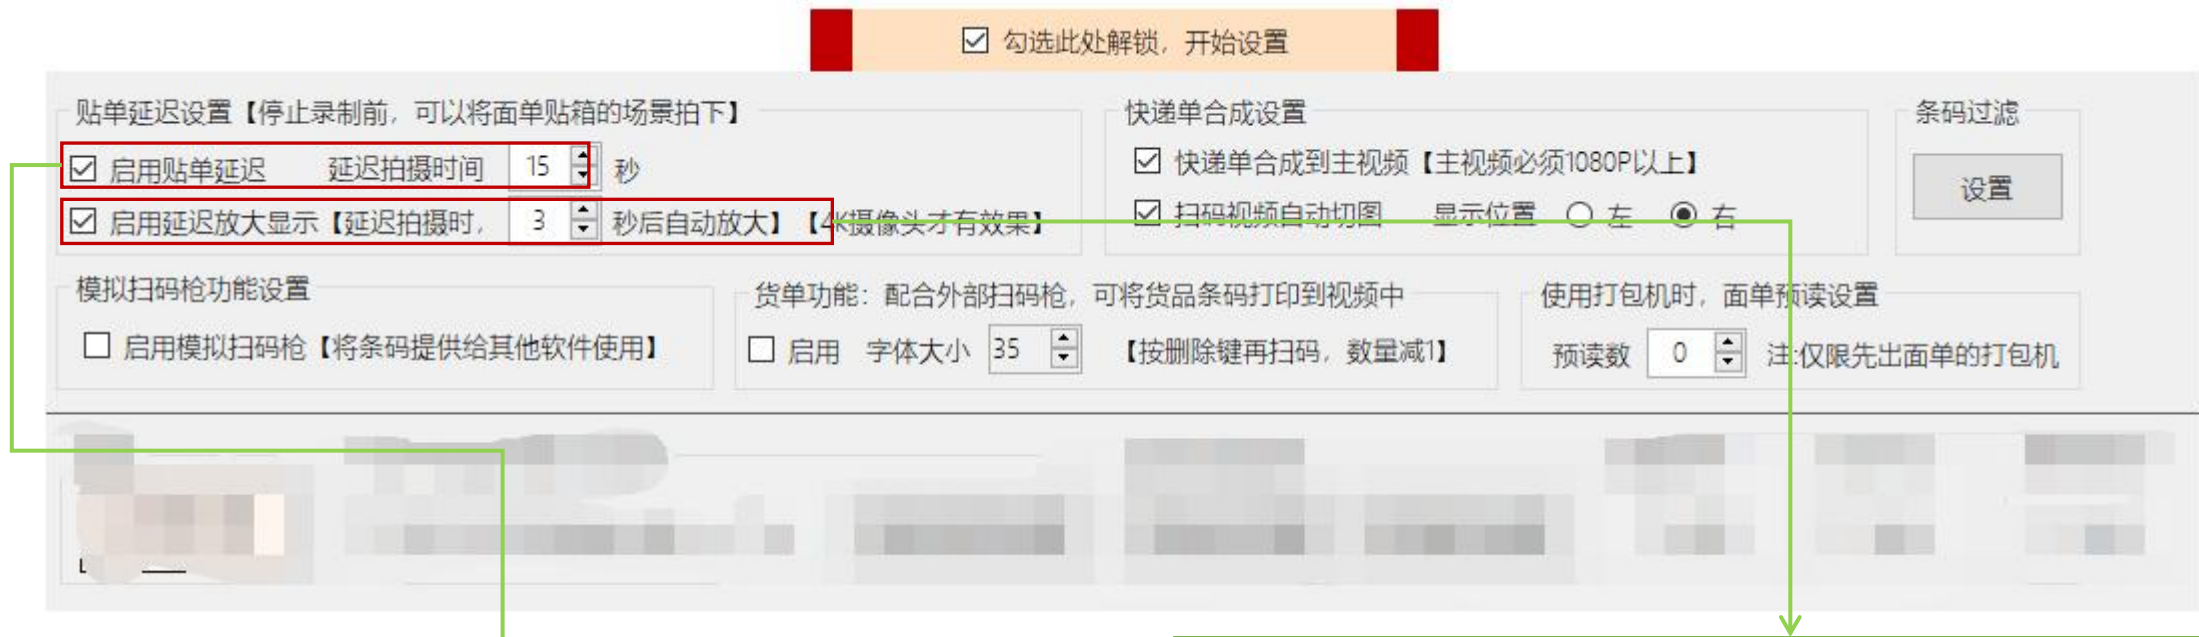 勾选此处解锁，开始设置
贴单延迟设置【停止录制前，可以将面单贴箱的场景拍下】
启用贴单延迟 延迟拍摄时间 15 秒
启用延迟放大显示【延迟拍摄时， 3 秒后自动放大】【4K摄像头才有效果】
快递单合成设置
快递单合成到主视频【主视频必须1080P以上】
扫码视频自动切图 显示位置 左 右
条码过滤
设置
模拟扫码枪功能设置
启用模拟扫码枪【将条码提供给其他软件使用】
货单功能：配合外部扫码枪，可将货品条码打印到视频中
启用 字体大小 35 【按删除键再扫码，数量减1】
使用打包机时，面单预读设置
预读数 0 注:仅限先出面单的打包机